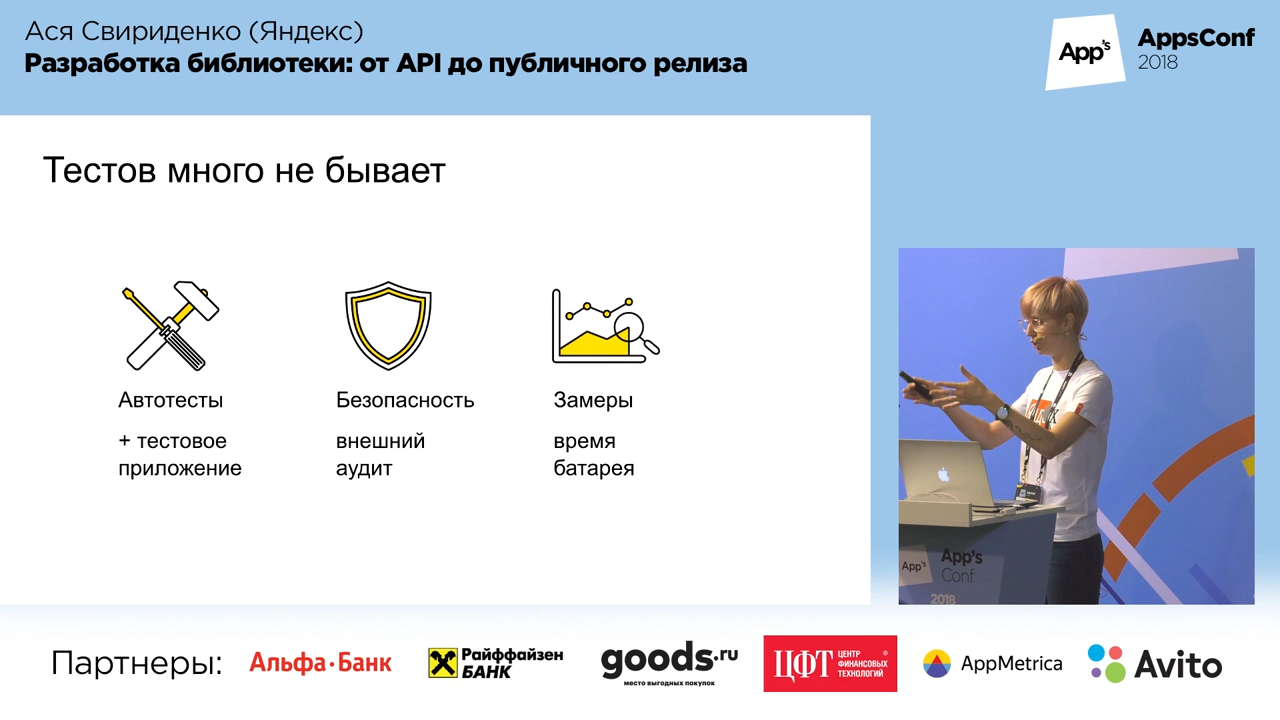 Ася Свириденко (Яндекс)
Разработка библиотеки: от API до публичного релиза
App's
AppsConf
2018
Тестов много не бывает
Автотесты
+ тестовое
приложение
Безопасность
внешний
аудит
Замеры
время
батарея
App's
App's
Conf
2018
Партнеры:
Альфа·Банк
Райффайзен
БАНК
goods.ru
место выгодных покупок
ЦФТ
ЦЕНТР
ФИНАНСОВЫХ
ТЕХНОЛОГИЙ
®
AppMetrica
Avito